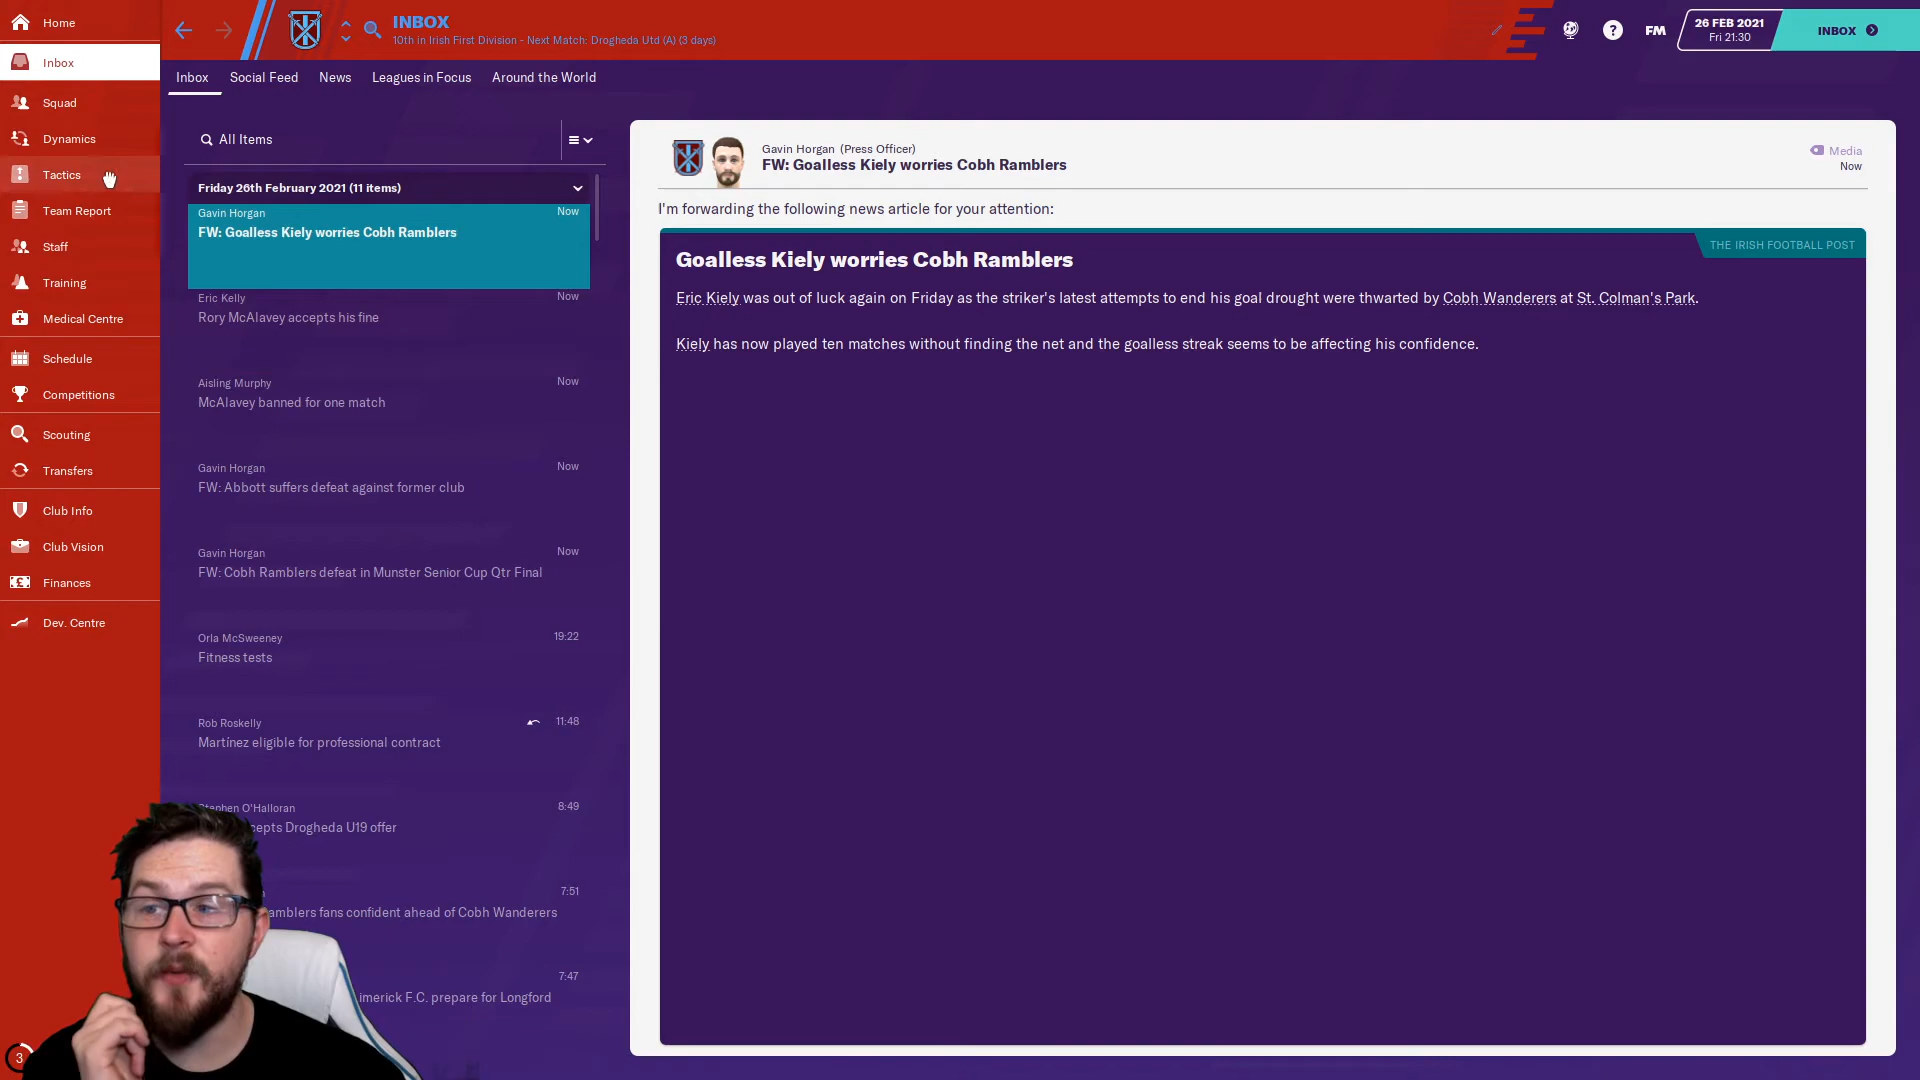 Home
Inbox
Squad
Dynamics
Tactics
Team Report
Staff
Training
Medical Centre
Schedule
Competitions
Scouting
Transfers
Club Info
Club Vision
Finances
Dev. Centre
3
INBOX
10th in Irish First Division - Next Match: Drogheda Utd (A) (3 days)
FM
26 FEB 2021
Fri 21:30
INBOX
Inbox Social Feed News Leagues in Focus Around the World
All Items
Friday 26th February 2021 (11 items)
Gavin Horgan Now
FW: Goalless Kiely worries Cobh Ramblers
Eric Kelly Now
Rory McAlavey accepts his fine
Aisling Murphy Now
McAlavey banned for one match
Gavin Horgan Now
FW: Abbott suffers defeat against former club
Gavin Horgan Now
FW: Cobh Ramblers defeat in Munster Senior Cup Qtr Final
Orla McSweeney 19:22
Fitness tests
Rob Roskelly 11:48
Martínez eligible for professional contract
Stephen O'Halloran 8:49
Drogheda U19 offer
7:51
fans confident ahead of Cobh Wanderers
7:47
F.C. prepare for Longford
Gavin Horgan (Press Officer)
FW: Goalless Kiely worries Cobh Ramblers
Media
Now
I'm forwarding the following news article for your attention:
THE IRISH FOOTBALL POST
Goalless Kiely worries Cobh Ramblers
Eric Kiely was out of luck again on Friday as the striker's latest attempts to end his goal drought were thwarted by Cobh Wanderers at St. Colman's Park.
Kiely has now played ten matches without finding the net and the goalless streak seems to be affecting his confidence.